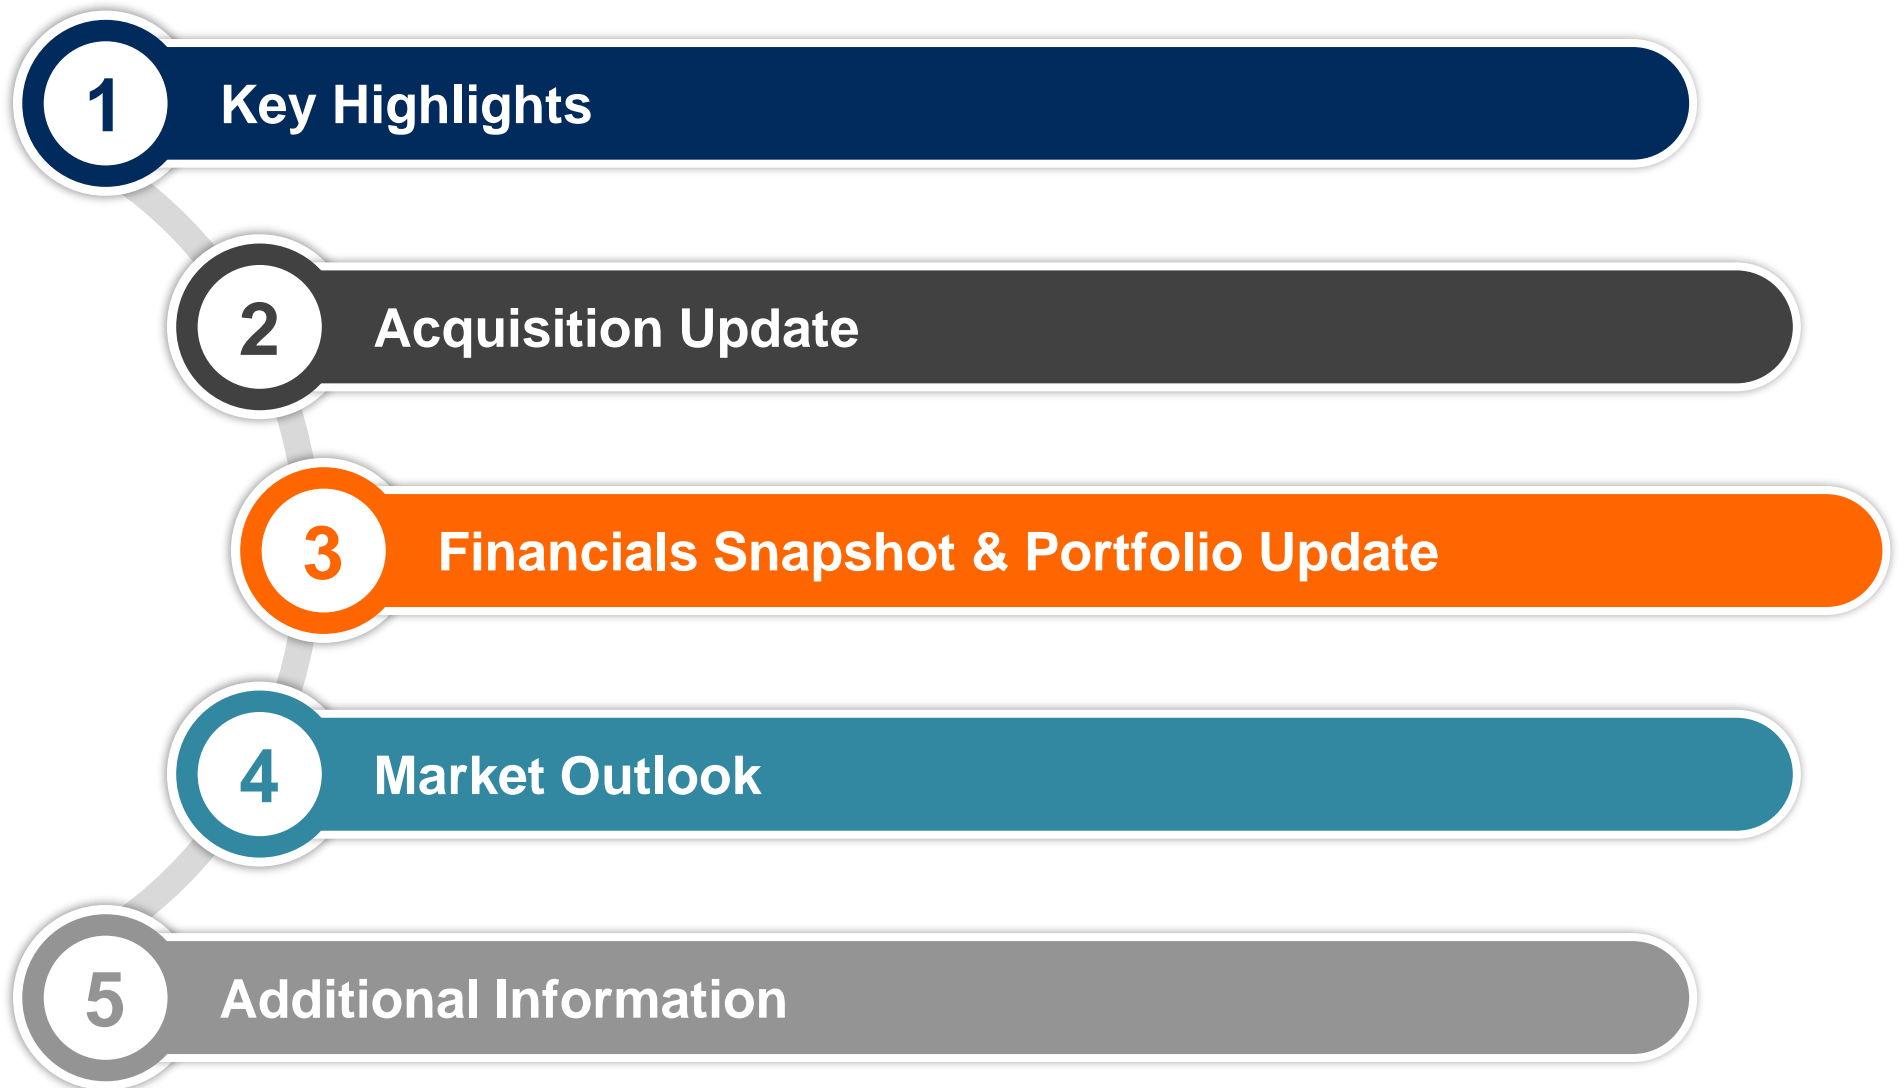 1 Key Highlights
2 Acquisition Update
3 Financials Snapshot & Portfolio Update
4 Market Outlook
5 Additional Information